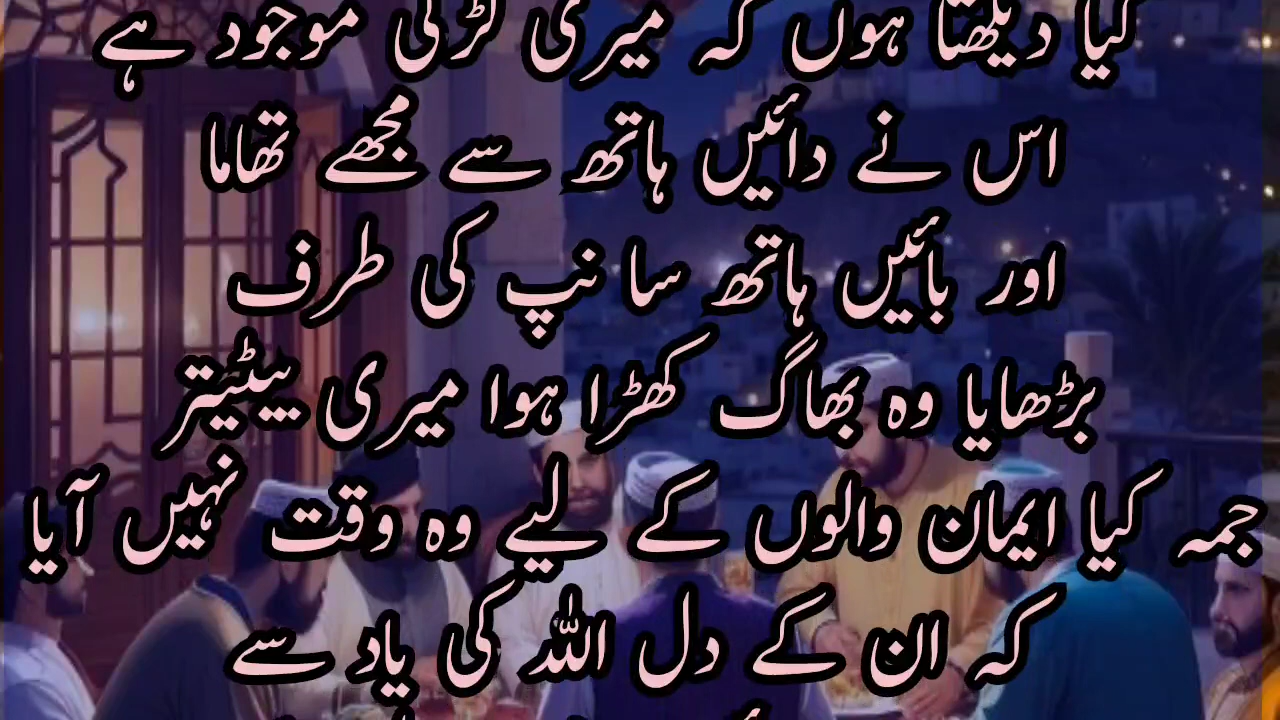 کیا دیکھتا ہوں کہ میری لڑکی موجود ہے
اس نے دائیں ہاتھ سے مجھے تھاما
اور بائیں ہاتھ سا نپ کی طرف
بڑھایا وہ بھاگ کھڑا ہوا میری بیٹیتر
جمہ کیا ایمان والوں کے لیے وہ وقت نہیں آیا
کہ ان کے دل اللہ کی یاد سے